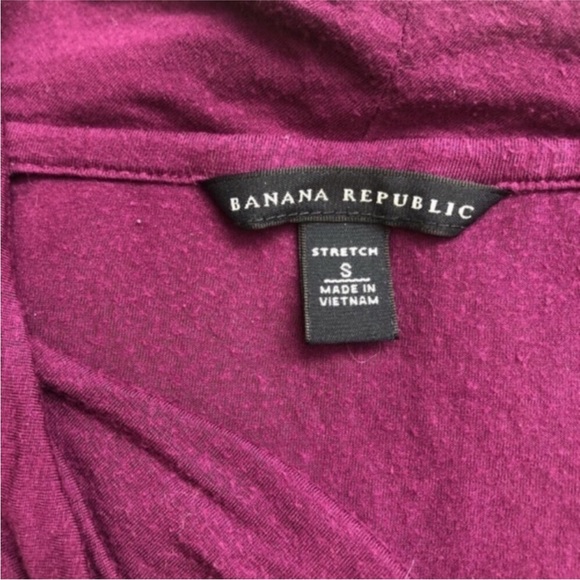 BANANA REPUBLIC
STRETCH
S
MADE IN
VIETNAM